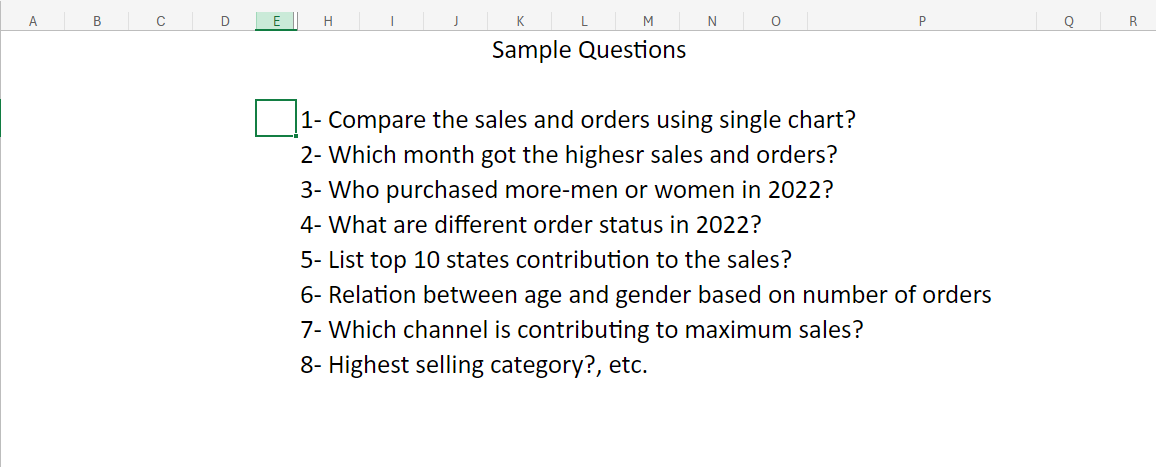 A B C D E H I J K L M N O P Q R
Sample Questions
1- Compare the sales and orders using single chart?
2- Which month got the highesr sales and orders?
3- Who purchased more-men or women in 2022?
4- What are different order status in 2022?
5- List top 10 states contribution to the sales?
6- Relation between age and gender based on number of orders
7- Which channel is contributing to maximum sales?
8- Highest selling category?, etc.